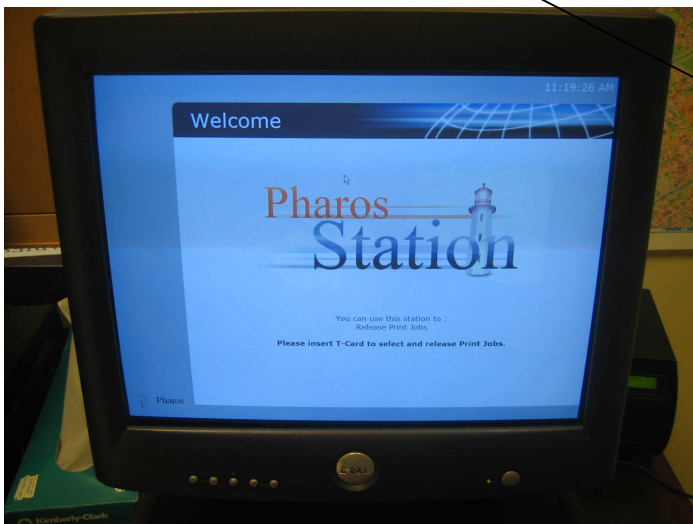 11:19:26 AM
Welcome
Pharos
Station
You can use this station to :
Release Print Jobs
Please insert T-Card to select and release Print Jobs.
Pharos
DELL
Kimberly-Clark